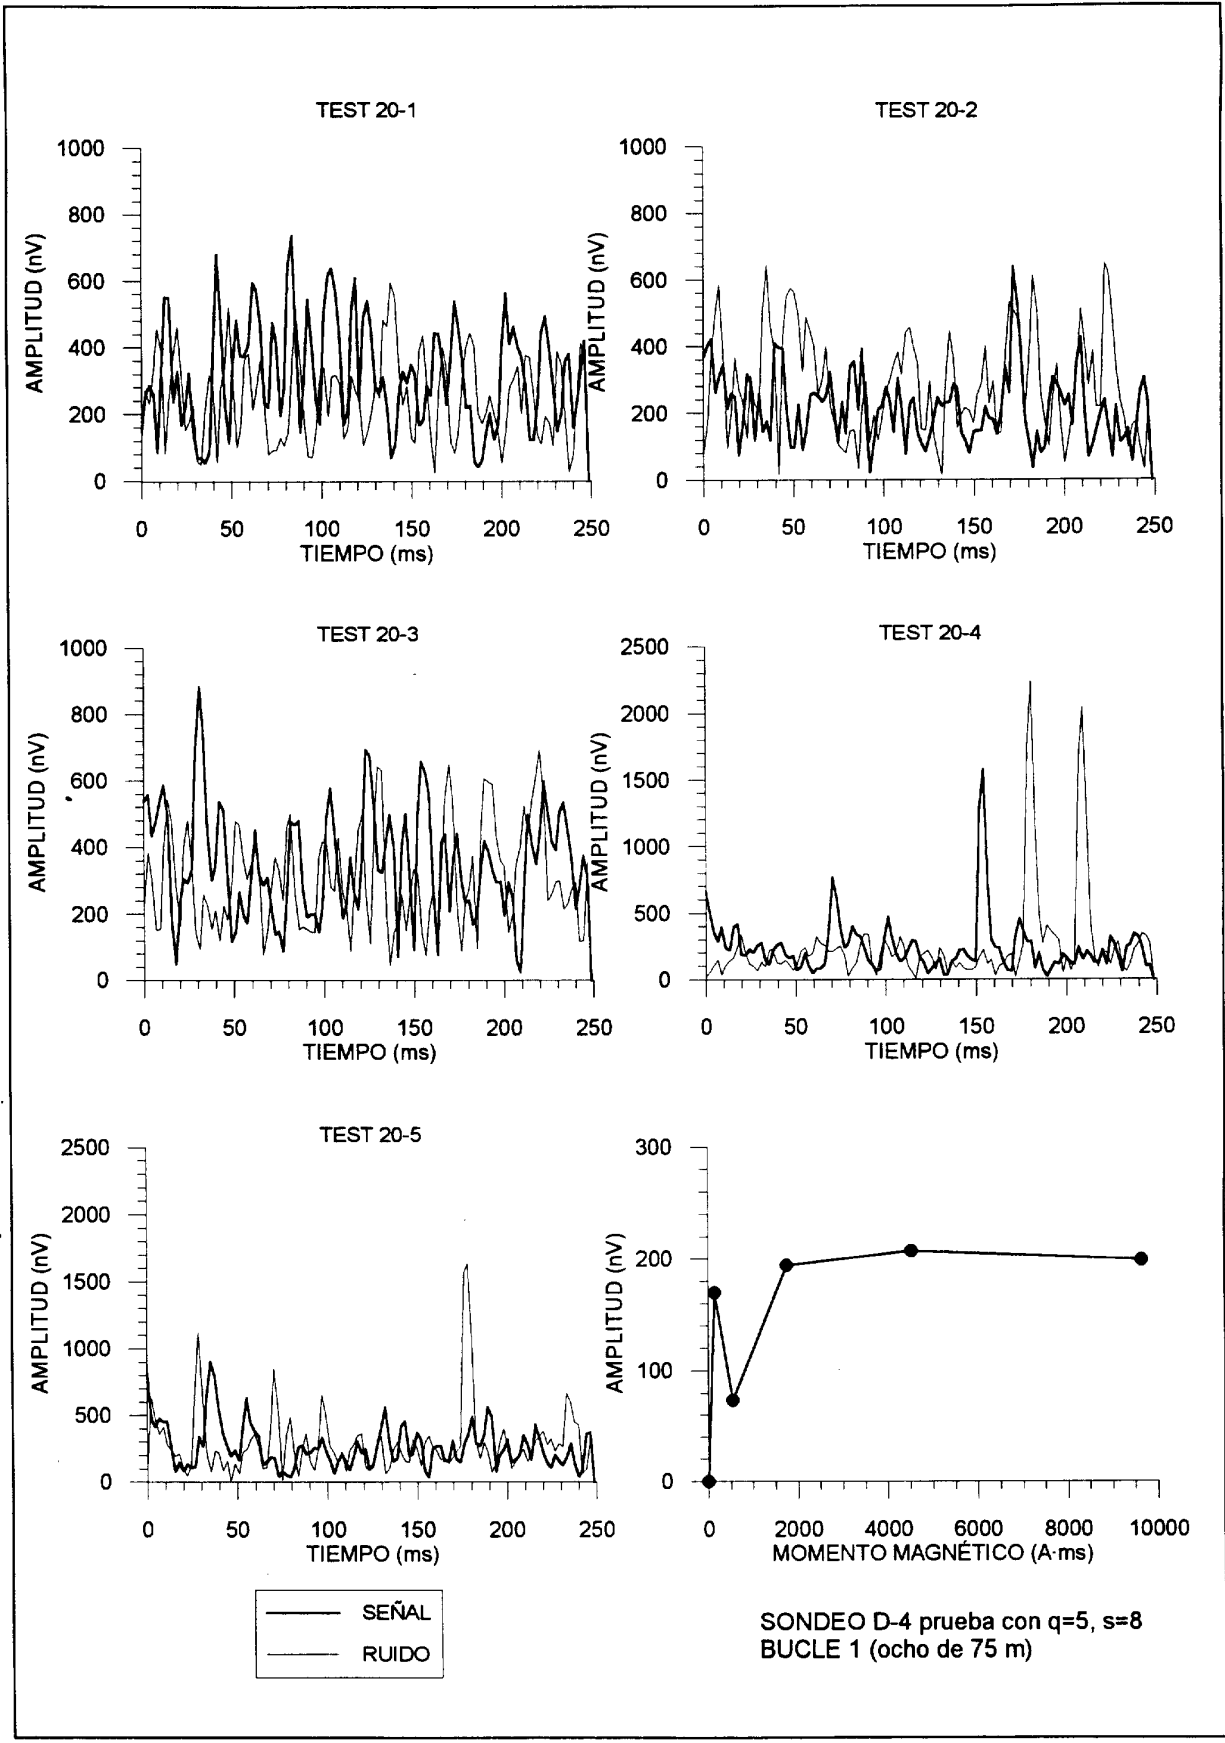 TEST 20-1
AMPLITUD (nV)
1000
800
600
400
200
0
0 50 100 150 200 250
TIEMPO (ms)
TEST 20-2
AMPLITUD (nV)
1000
800
600
400
200
0
0 50 100 150 200 250
TIEMPO (ms)
TEST 20-3
AMPLITUD (nV)
1000
800
600
400
200
0
0 50 100 150 200 250
TIEMPO (ms)
TEST 20-4
AMPLITUD (nV)
2500
2000
1500
1000
500
0
0 50 100 150 200 250
TIEMPO (ms)
TEST 20-5
AMPLITUD (nV)
2500
2000
1500
1000
500
0
0 50 100 150 200 250
TIEMPO (ms)
AMPLITUD (nV)
300
200
100
0
0 2000 4000 6000 8000 10000
MOMENTO MAGNÉTICO (A·ms)
SEÑAL
RUIDO
SONDEO D-4 prueba con q=5, s=8
BUCLE 1 (ocho de 75 m)